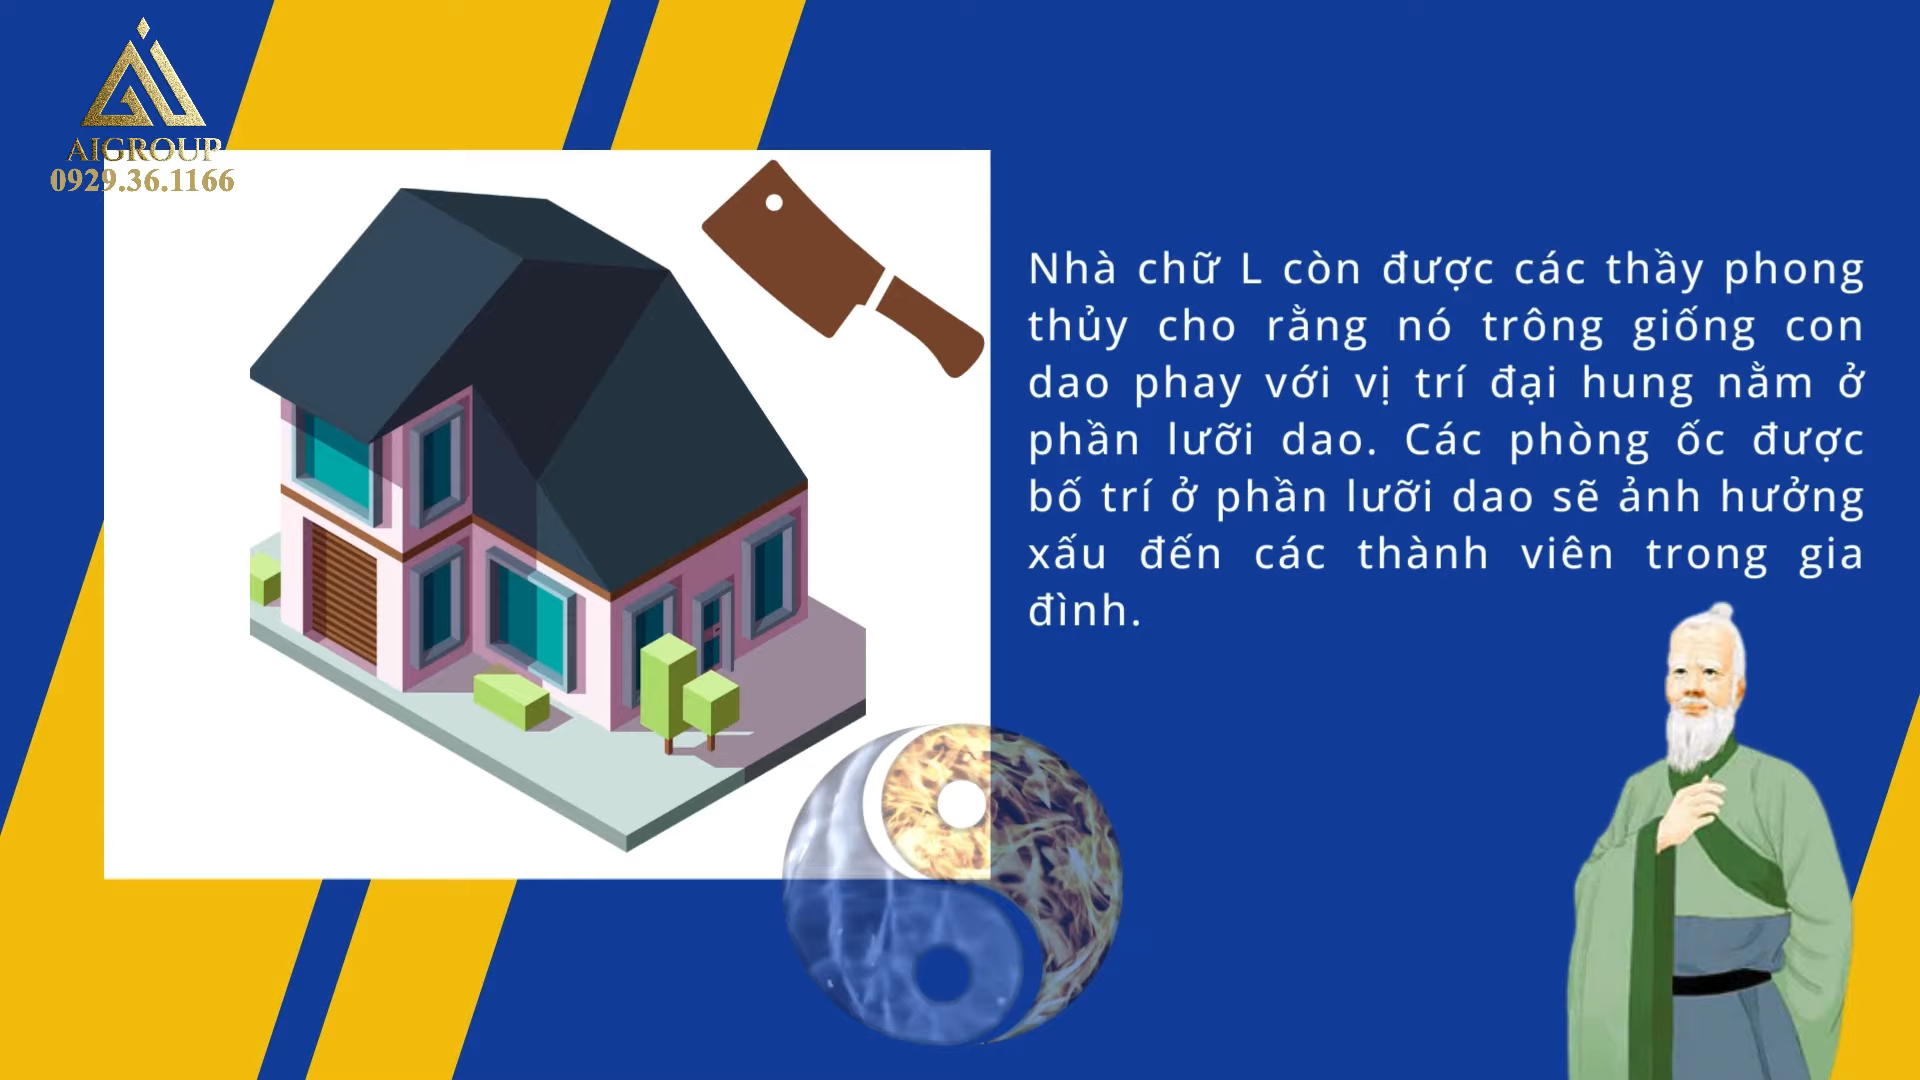 AIGROUP
0929.36.1166
Nhà chữ L còn được các thầy phong
thủy cho rằng nó trông giống con
dao phay với vị trí đại hung nằm ở
phần lưỡi dao. Các phòng ốc được
bố trí ở phần lưỡi dao sẽ ảnh hưởng
xấu đến các thành viên trong gia
đình.